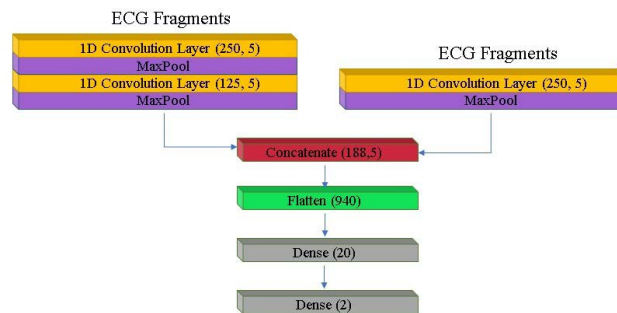 ECG Fragments
1D Convolution Layer (250, 5)
MaxPool
1D Convolution Layer (125, 5)
MaxPool
ECG Fragments
1D Convolution Layer (250, 5)
MaxPool
Concatenate (188,5)
Flatten (940)
Dense (20)
Dense (2)